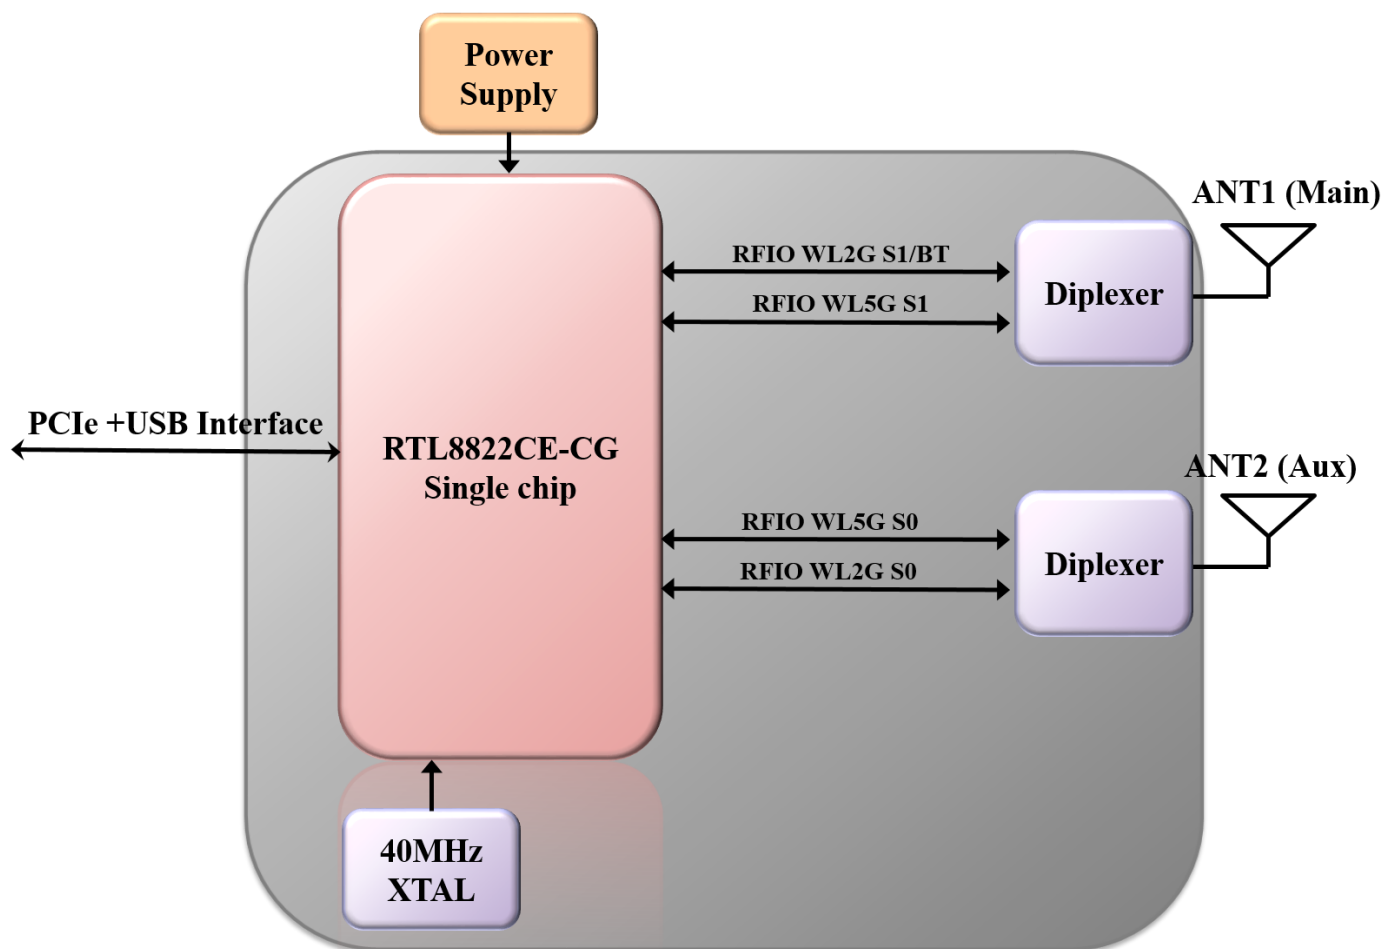 Power
Supply
ANT1 (Main)
RFIO WL2G S1/BT
Diplexer
RFIO WL5G S1
PCIe +USB Interface
RTL8822CE-CG
Single chip
ANT2 (Aux)
RFIO WL5G S0
Diplexer
RFIO WL2G S0
40MHz
XTAL